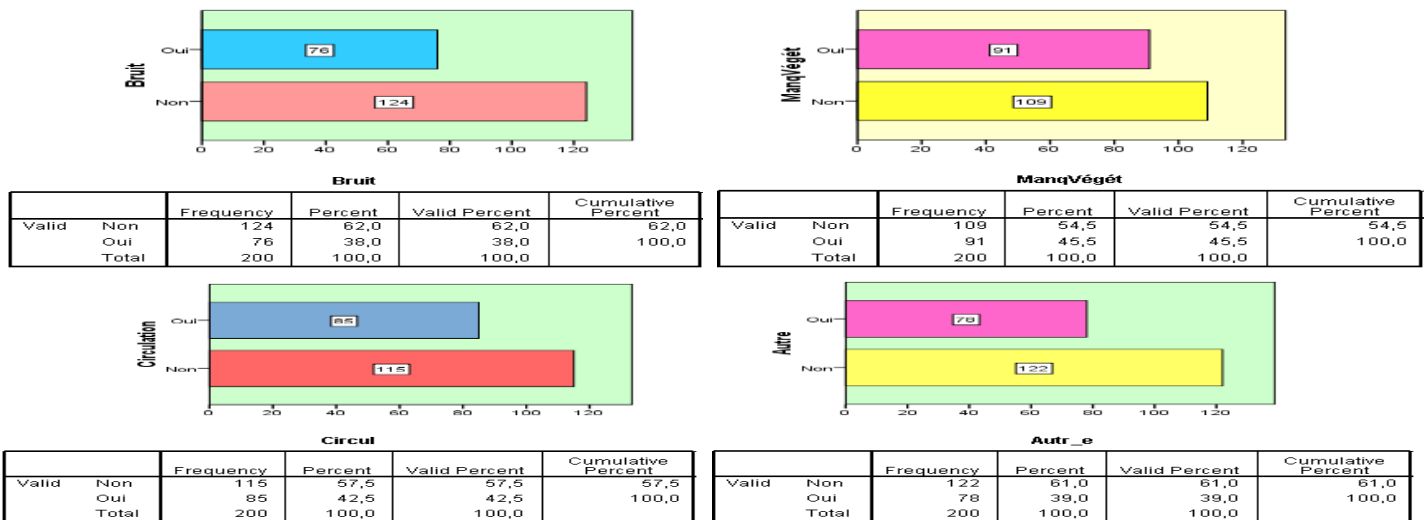 Bruit
Oui
76
Non
124
0 20 40 60 80 100 120
ManqVégét
Oui
91
Non
109
0 20 40 60 80 100 120
Bruit
Frequency Percent Valid Percent Cumulative Percent
Valid Non 124 62,0 62,0 62,0
Oui 76 38,0 38,0 100,0
Total 200 100,0 100,0
ManqVégét
Frequency Percent Valid Percent Cumulative Percent
Valid Non 109 54,5 54,5 54,5
Oui 91 45,5 45,5 100,0
Total 200 100,0 100,0
Circulation
Oui
85
Non
115
0 20 40 60 80 100 120
Autre
Oui
78
Non
122
0 20 40 60 80 100 120
Circul
Frequency Percent Valid Percent Cumulative Percent
Valid Non 115 57,5 57,5 57,5
Oui 85 42,5 42,5 100,0
Total 200 100,0 100,0
Autr_e
Frequency Percent Valid Percent Cumulative Percent
Valid Non 122 61,0 61,0 61,0
Oui 78 39,0 39,0 100,0
Total 200 100,0 100,0